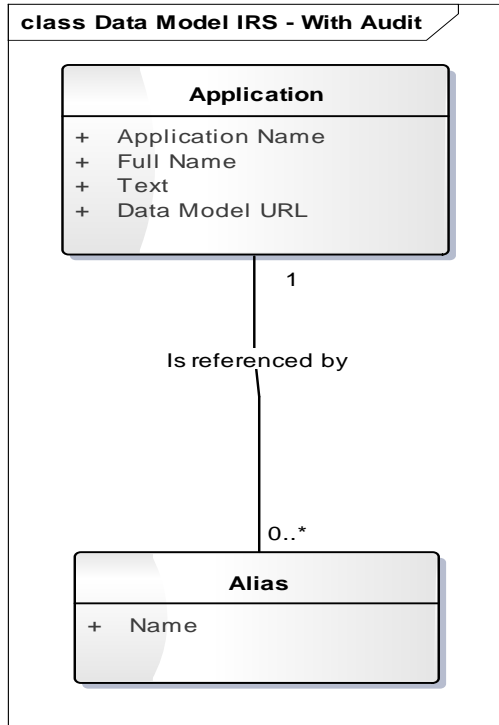 class Data Model IRS - With Audit
Application
+ Application Name
+ Full Name
+ Text
+ Data Model URL
1
Is referenced by
0..*
Alias
+ Name